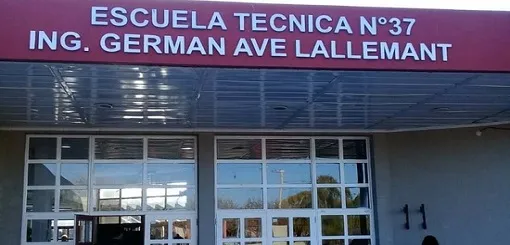 ESCUELA TECNICA N°37
ING. GERMAN AVE LALLEMANT